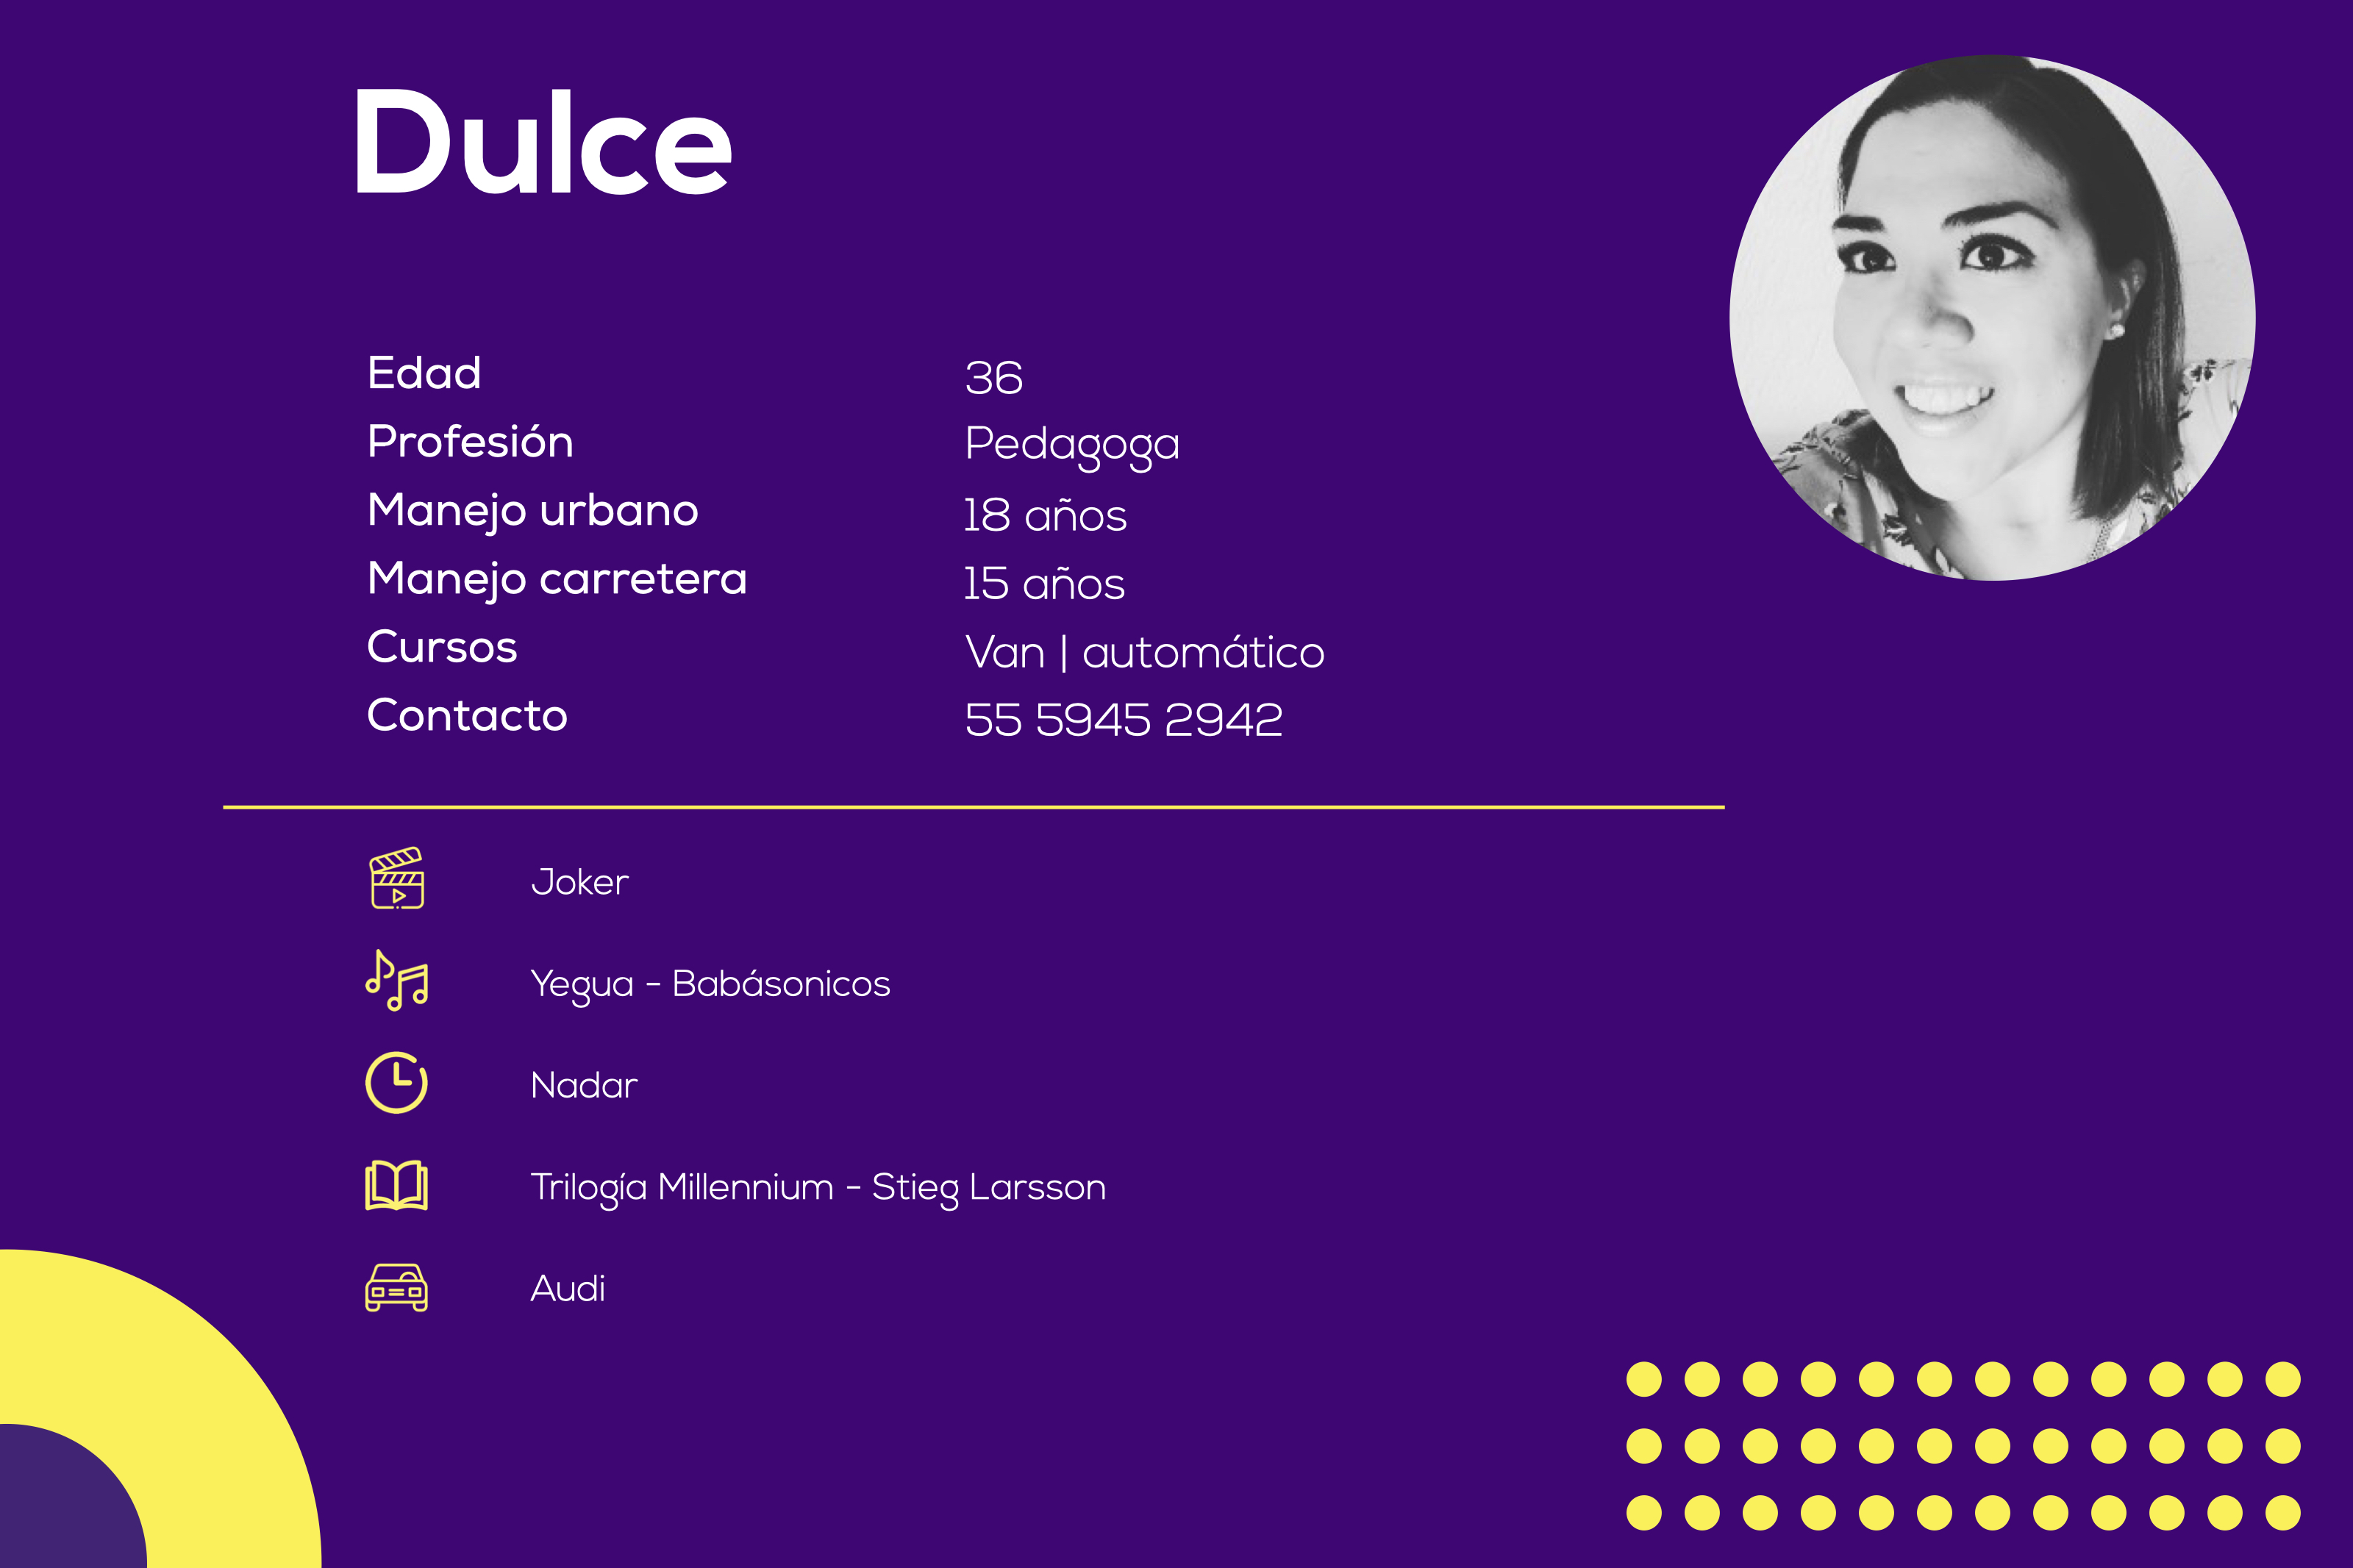 Dulce
Edad 36
Profesión Pedagoga
Manejo urbano 18 años
Manejo carretera 15 años
Cursos Van | automático
Contacto 55 5945 2942
Joker
Yegua - Babásonicos
Nadar
Trilogía Millennium - Stieg Larsson
Audi